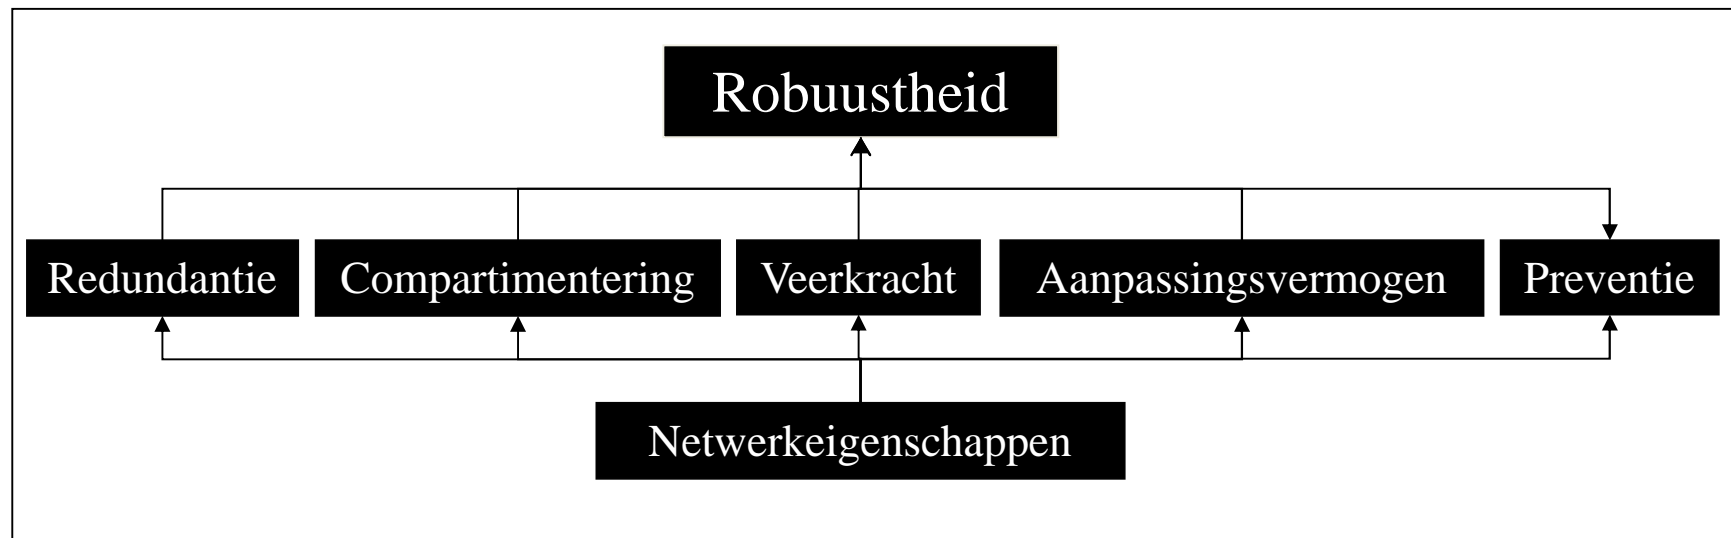 Robuustheid
Redundantie
Compartimentering
Veerkracht
Aanpassingsvermogen
Preventie
Netwerkeigenschappen